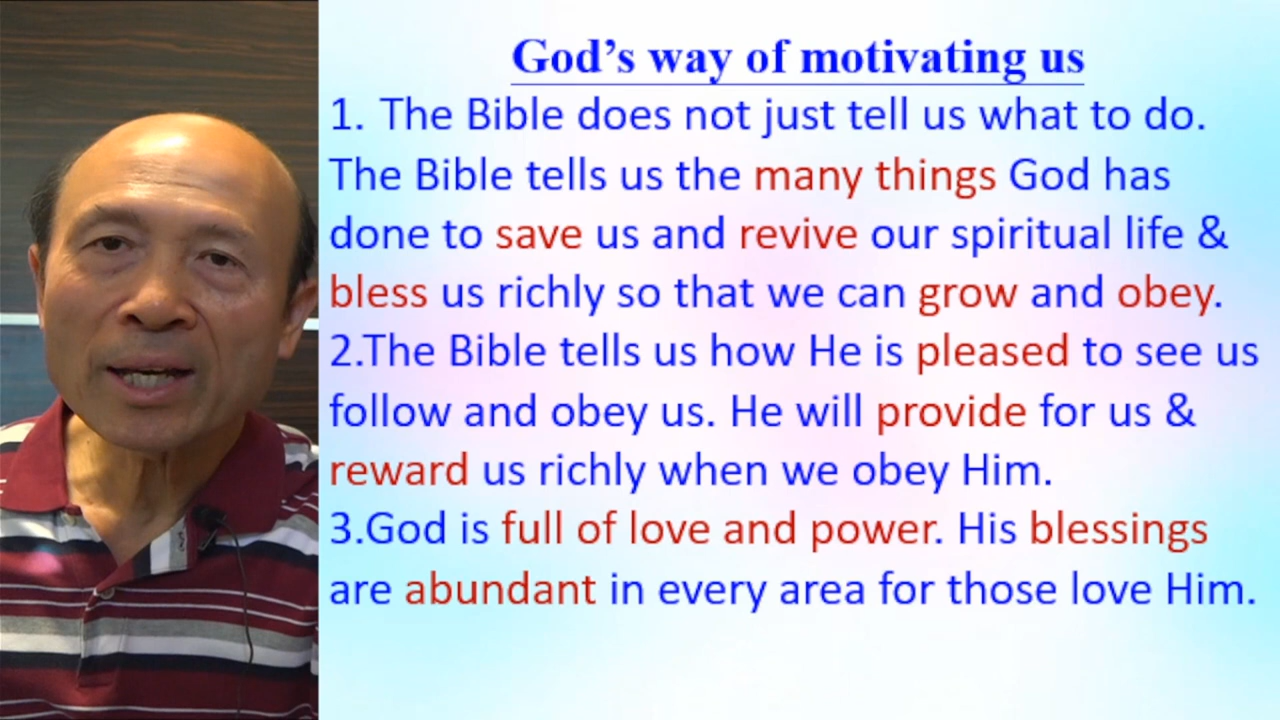 God’s way of motivating us
1. The Bible does not just tell us what to do.
The Bible tells us the many things God has
done to save us and revive our spiritual life &
bless us richly so that we can grow and obey.
2.The Bible tells us how He is pleased to see us
follow and obey us. He will provide for us &
reward us richly when we obey Him.
3.God is full of love and power. His blessings
are abundant in every area for those love Him.